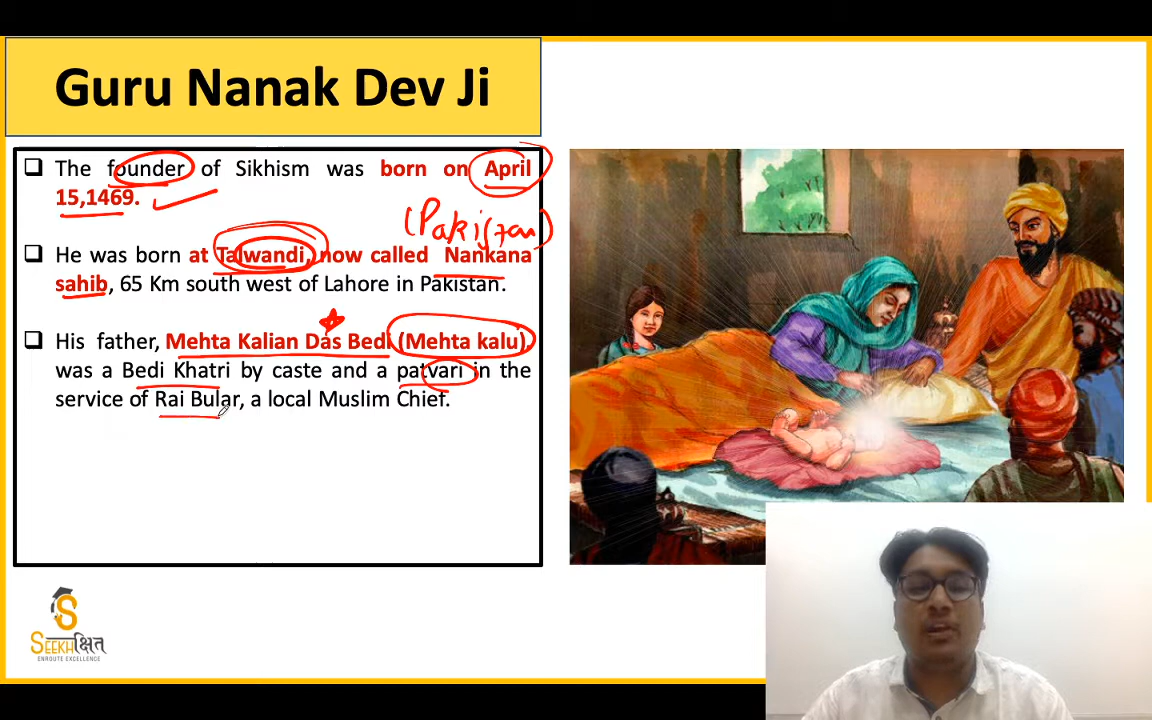 Guru Nanak Dev Ji
❑ The founder of Sikhism was born on April
15,1469.
(Pakistan)
❑ He was born at Talwandi, now called Nankana
sahib, 65 Km south west of Lahore in Pakistan.
❑ His father, Mehta Kalian Das Bedi (Mehta kalu)
was a Bedi Khatri by caste and a patvari in the
service of Rai Bular, a local Muslim Chief.
S
SEEKHक्षित
ENROUTE EXCELLENCE